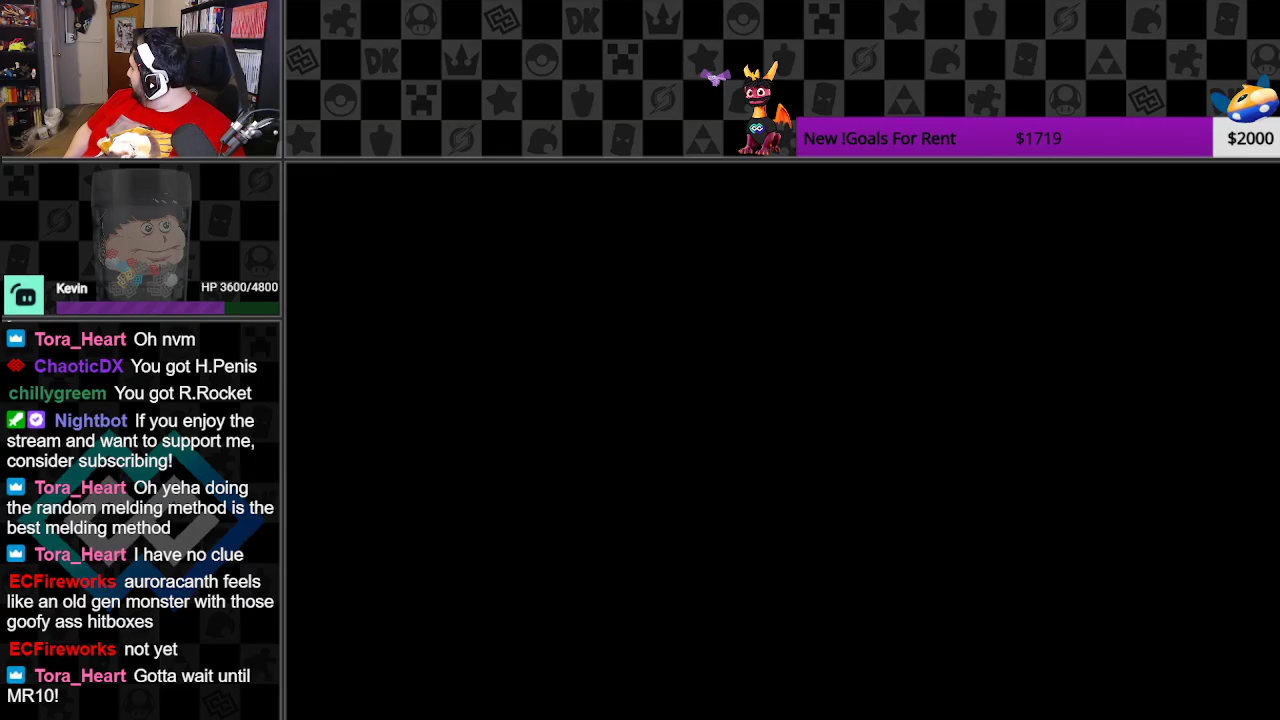 New !Goals For Rent $1719 $2000
Kevin HP 3600/4800
Tora_Heart Oh nvm
ChaoticDX You got H.Penis
chillygreem You got R.Rocket
Nightbot If you enjoy the
stream and want to support me,
consider subscribing!
Tora_Heart Oh yeha doing
the random melding method is the
best melding method
Tora_Heart I have no clue
ECFireworks auroracanth feels
like an old gen monster with those
goofy ass hitboxes
ECFireworks not yet
Tora_Heart Gotta wait until
MR10!
DK
DK